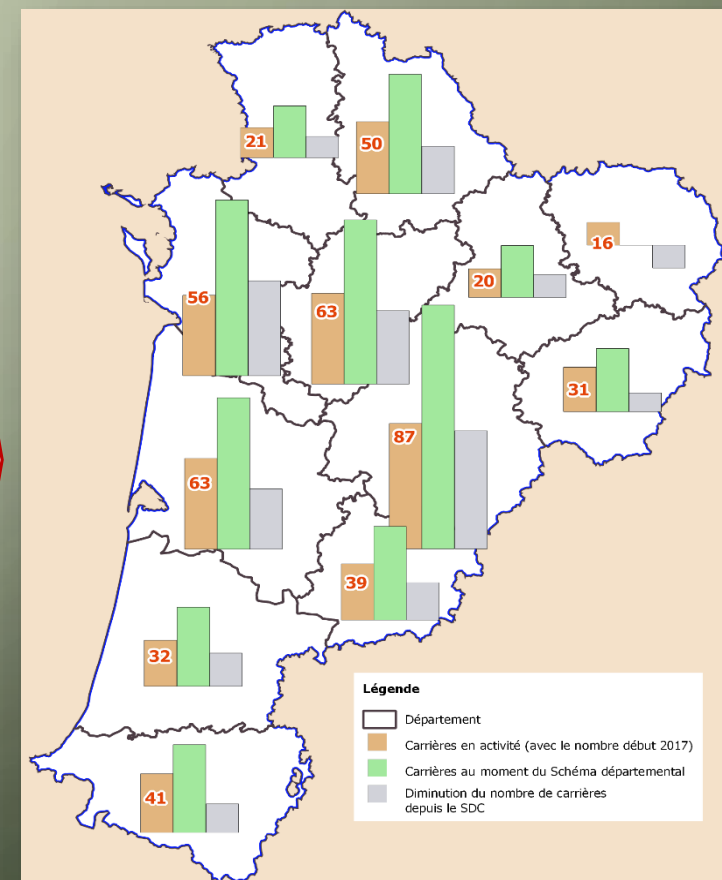 21
50
16
20
56
63
31
87
63
39
32
41
Légende
Département
Carrières en activité (avec le nombre début 2017)
Carrières au moment du Schéma départemental
Diminution du nombre de carrières
depuis le SDC